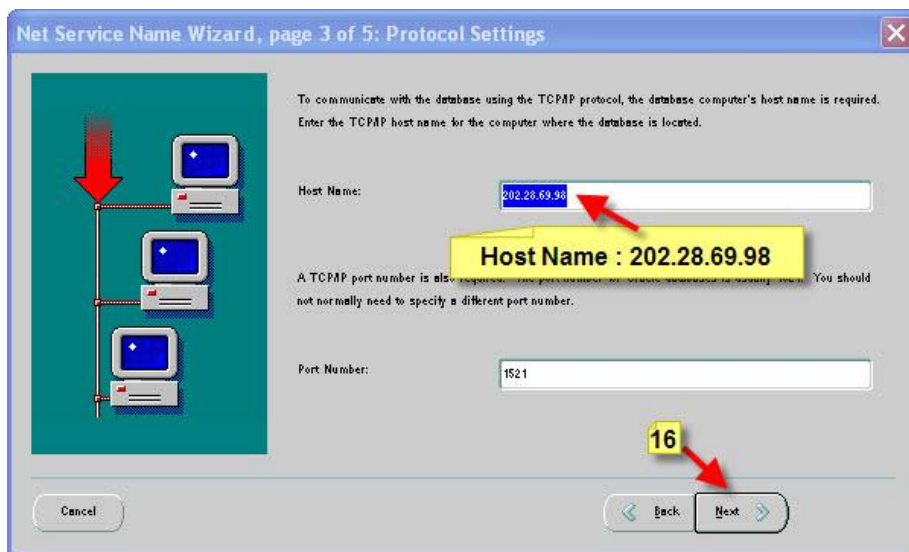 Net Service Name Wizard, page 3 of 5: Protocol Settings
To communicate with the database using the TCP/IP protocol, the database computer's host name is required.
Enter the TCP/IP host name for the computer where the database is located.
Host Name:
202.28.69.98
Host Name : 202.28.69.98
A TCP/IP port number is also You should
not normally need to specify a different port number.
Port Number:
1521
16
Cancel
Back
Next